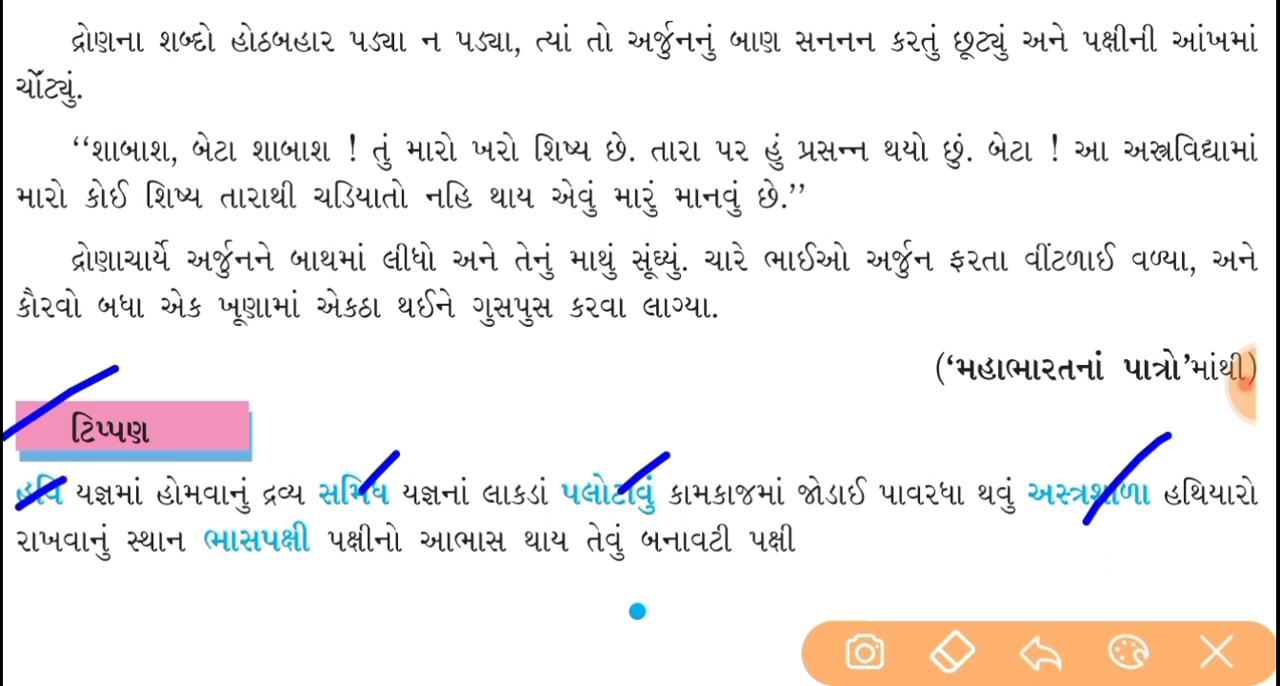 દ્રોણના શબ્દો હોઠબહાર પડ્યા ન પડ્યા, ત્યાં તો અર્જુનનું બાણ સનનન કરતું છૂટ્યું અને પક્ષીની આંખમાં
ચોંટ્યું.
‘‘શાબાશ, બેટા શાબાશ ! તું મારો ખરો શિષ્ય છે. તારા પર હું પ્રસન્ન થયો છું. બેટા ! આ અસ્ત્રવિદ્યામાં
મારો કોઈ શિષ્ય તારાથી ચડિયાતો નહિ થાય એવું મારું માનવું છે.’’
દ્રોણાચાર્યે અર્જુનને બાથમાં લીધો અને તેનું માથું સૂંઘ્યું. ચારે ભાઈઓ અર્જુન ફરતા વીંટળાઈ વળ્યા, અને
કૌરવો બધા એક ખૂણામાં એકઠા થઈને ગુસપુસ કરવા લાગ્યા.
(‘મહાભારતનાં પાત્રો’માંથી)
ટિપ્પણ
હવિ યજ્ઞમાં હોમવાનું દ્રવ્ય સમિધ યજ્ઞનાં લાકડાં પલોટાવું કામકાજમાં જોડાઈ પાવરધા થવું અસ્ત્રશાળા હથિયારો
રાખવાનું સ્થાન ભાસપક્ષી પક્ષીનો આભાસ થાય તેવું બનાવટી પક્ષી